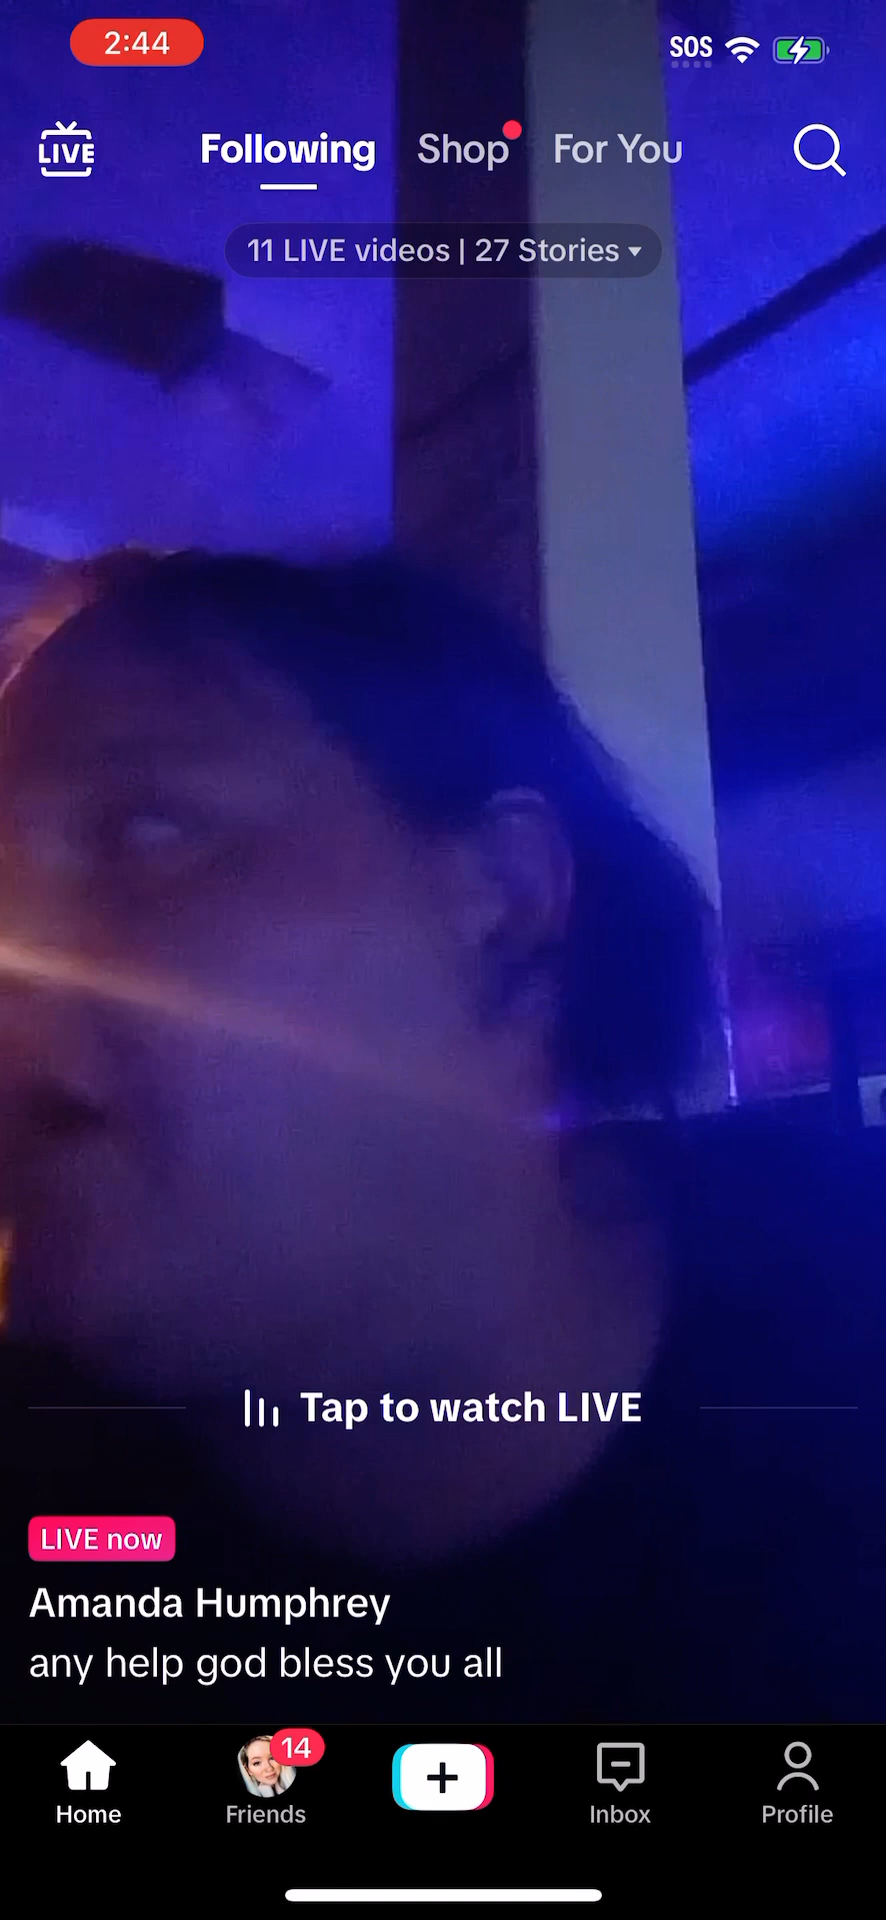 2:44
SOS
LIVE
Following
Shop
For You
11 LIVE videos | 27 Stories
Tap to watch LIVE
LIVE now
Amanda Humphrey
any help god bless you all
14
Home
Friends
Inbox
Profile